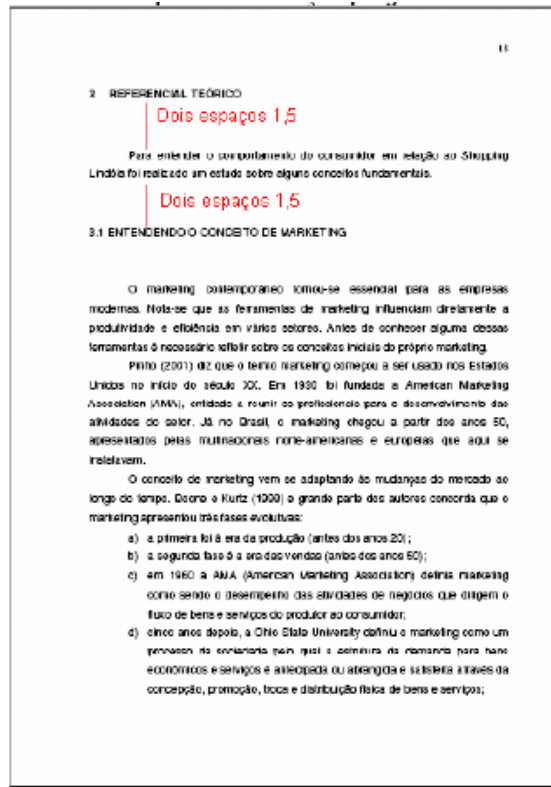 13
2 REFERENCIAL TEÓRICO
Dois espaços 1,5
Para entender o comportamento do consumidor em relação ao Shopping
Lindóia foi realizado um estudo sobre alguns conceitos fundamentais.
Dois espaços 1,5
3.1 ENTENDENDO O CONCEITO DE MARKETING
O marketing contemporâneo tornou-se essencial para as empresas
modernas. Nota-se que as ferramentas de marketing influenciam diretamente a
produtividade e eficiência em vários setores. Antes de conhecer alguma dessas
ferramentas é necessário refletir sobre os conceitos iniciais do próprio marketing.
Pinho (2001) diz que o termo marketing começou a ser usado nos Estados
Unidos no início do século XX. Em 1930 foi fundada a American Marketing
Association (AMA), entidade a reunir os profissionais para o desenvolvimento das
atividades do setor. Já no Brasil, o marketing chegou a partir dos anos 50,
apresentados pelas multinacionais norte-americanas e européias que aqui se
instalavam.
O conceito de marketing vem se adaptando às mudanças do mercado ao
longo do tempo. Boone e Kurtz (1998) e grande parte dos autores concorda que o
marketing apresentou três fases evolutivas:
a) a primeira foi à era da produção (antes dos anos 20);
b) a segunda fase é a era das vendas (antes dos anos 50);
c) em 1960 a AMA (American Marketing Association) definia marketing
como sendo o desempenho das atividades de negócios que dirigem o
fluxo de bens e serviços do produtor ao consumidor;
d) cinco anos depois, a Ohio State University definiu o marketing como um
processo da sociedade pelo qual a estrutura da demanda para bens
econômicos e serviços é antecipada ou abrangida e satisfeita através da
concepção, promoção, troca e distribuição física de bens e serviços;